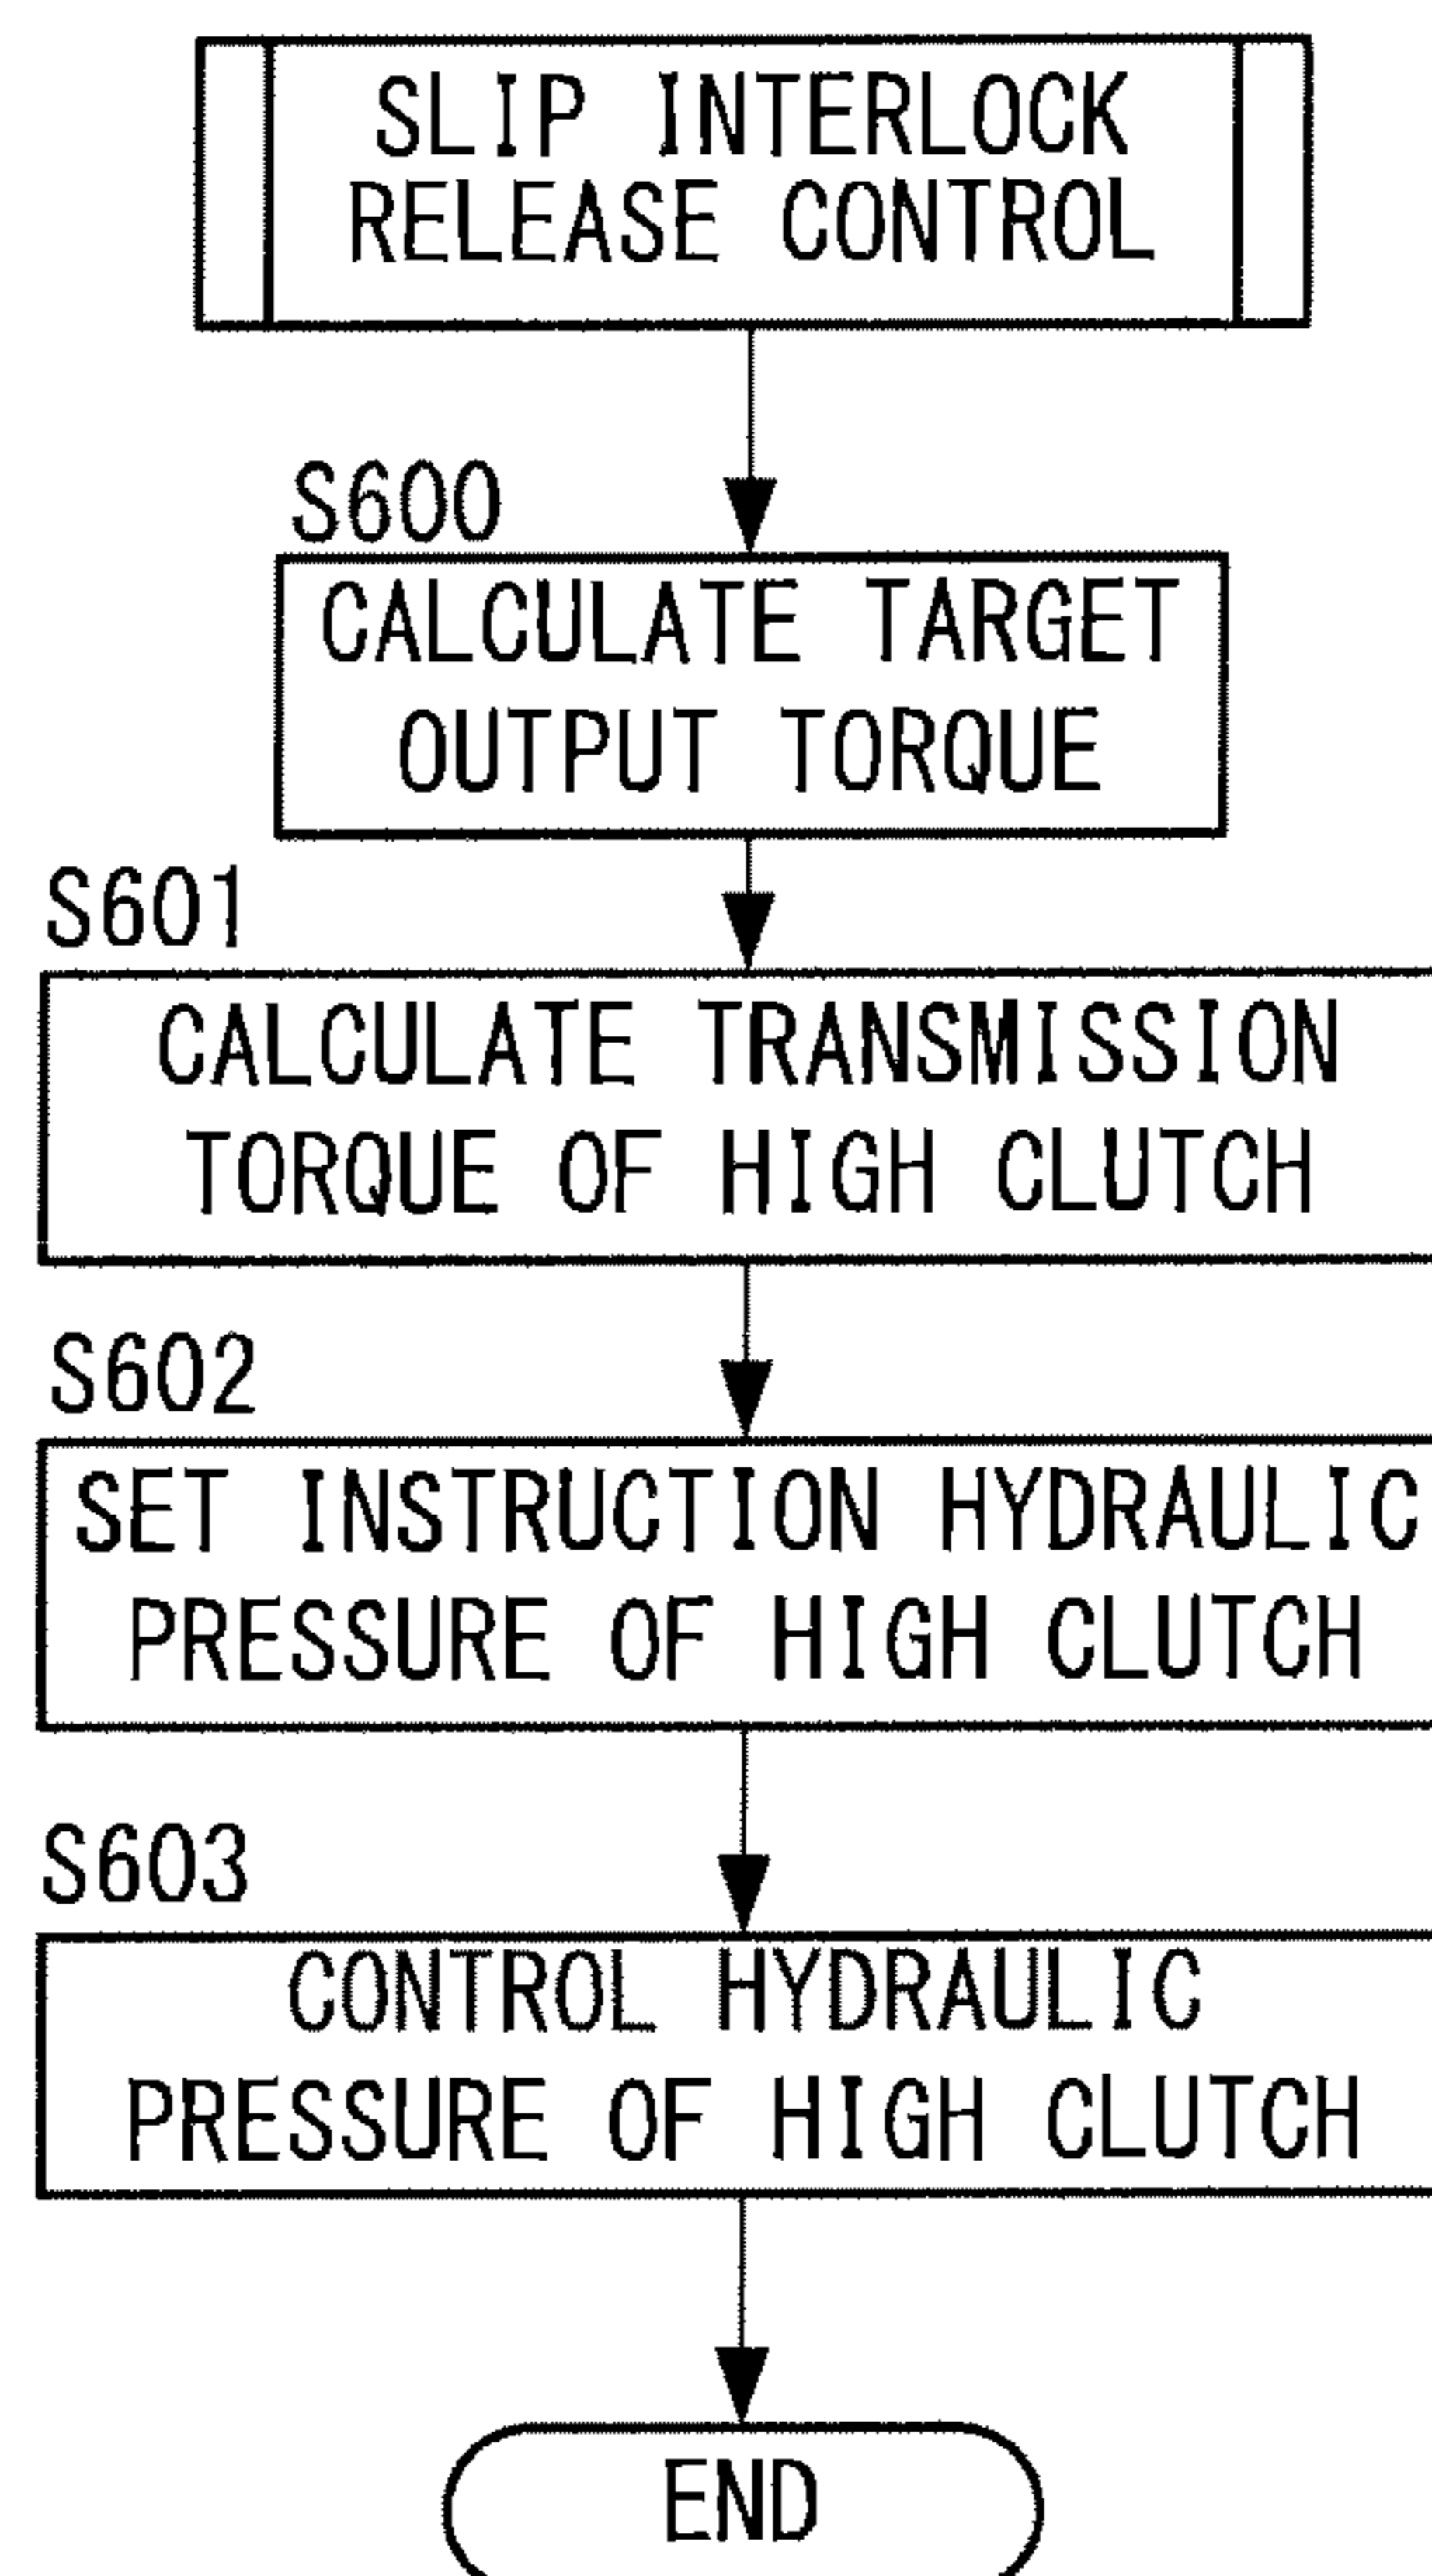 SLIP INTERLOCK
RELEASE CONTROL
S600
CALCULATE TARGET
OUTPUT TORQUE
S601
CALCULATE TRANSMISSION
TORQUE OF HIGH CLUTCH
S602
SET INSTRUCTION HYDRAULIC
PRESSURE OF HIGH CLUTCH
S603
CONTROL HYDRAULIC
PRESSURE OF HIGH CLUTCH
END